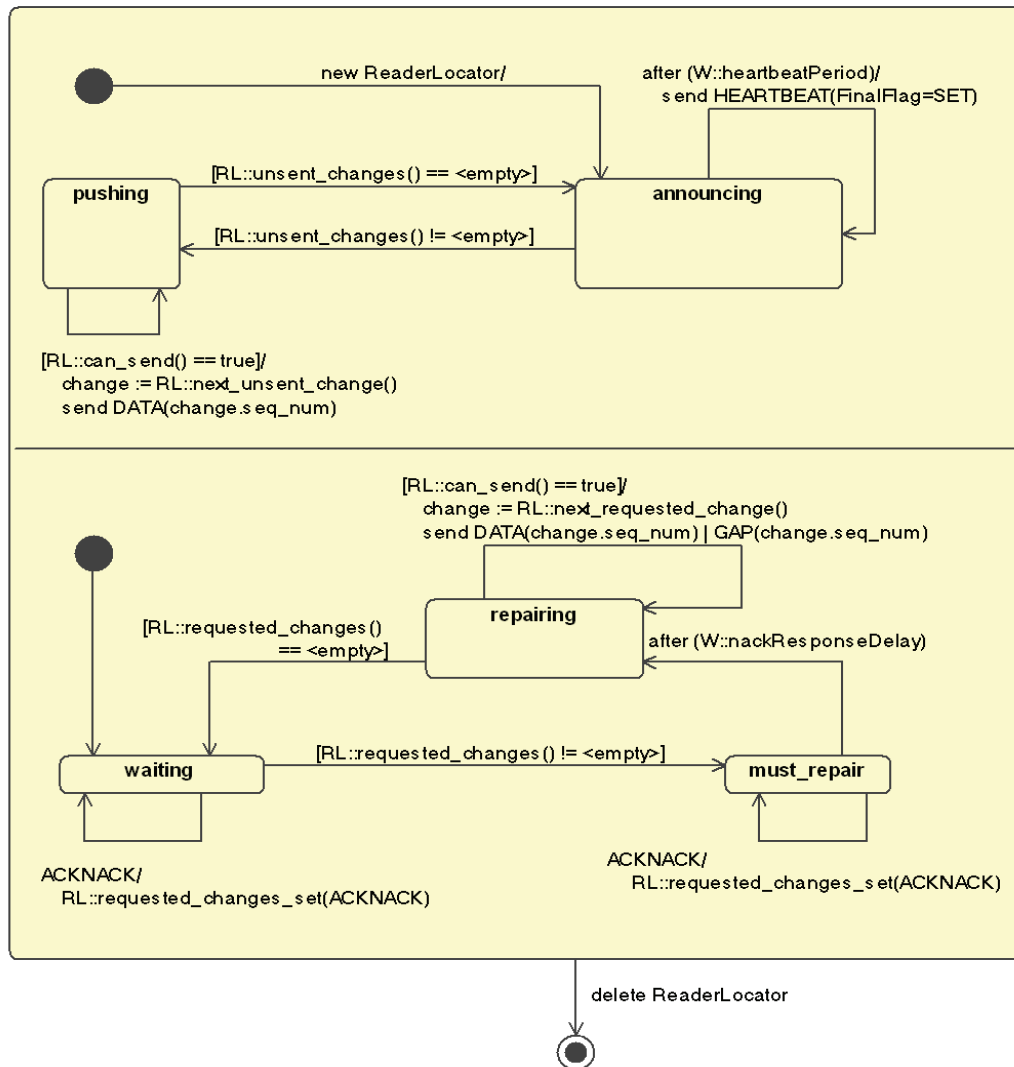 new ReaderLocator/
after (W::heartbeatPeriod)/
send HEARTBEAT(FinalFlag=SET)
[RL::unsent_changes() == <empty>]
pushing
announcing
[RL::unsent_changes() != <empty>]
[RL::can_send() == true]/
change := RL::next_unsent_change()
send DATA(change.seq_num)
[RL::can_send() == true]/
change := RL::next_requested_change()
send DATA(change.seq_num) | GAP(change.seq_num)
repairing
[RL::requested_changes()
== <empty>]
after (W::nackResponseDelay)
waiting
[RL::requested_changes() != <empty>]
must_repair
ACKNACK/
RL::requested_changes_set(ACKNACK)
ACKNACK/
RL::requested_changes_set(ACKNACK)
delete ReaderLocator